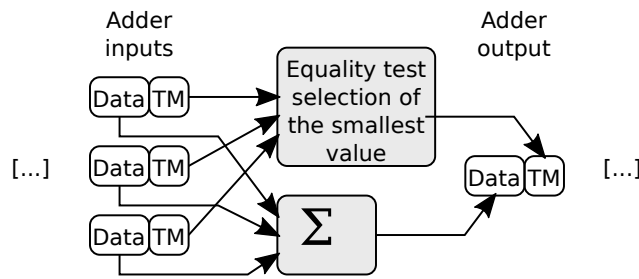 Adder
inputs
Adder
output
Data TM
Equality test
selection of
the smallest
value
[...]
Data TM
Data TM
[...]
Data TM
Σ